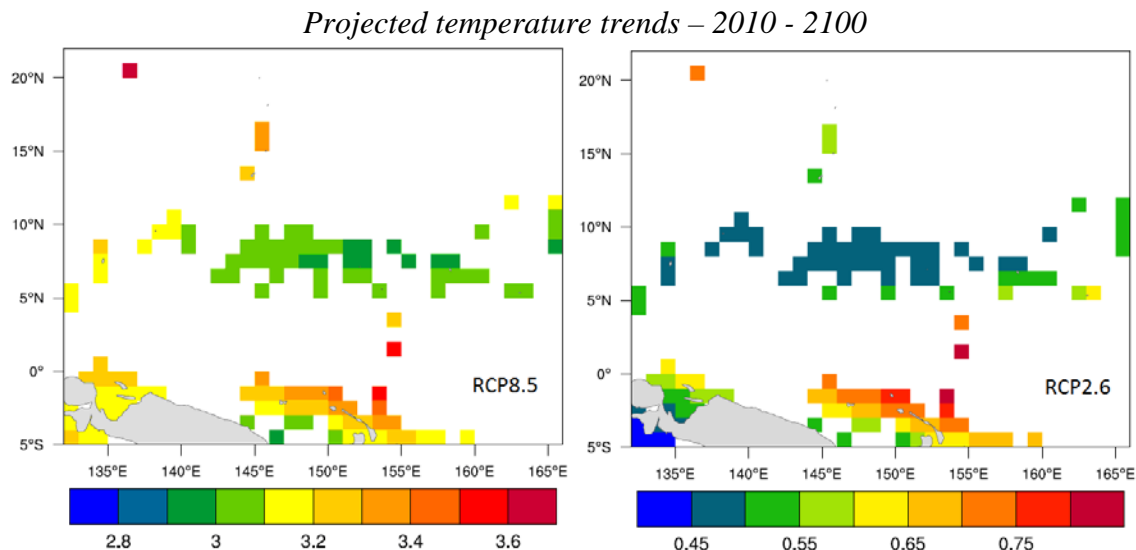 Projected temperature trends – 2010 - 2100
20°N
15°N
10°N
5°N
0°
5°S
RCP8.5
135°E 140°E 145°E 150°E 155°E 160°E 165°E
2.8 3 3.2 3.4 3.6
20°N
15°N
10°N
5°N
0°
5°S
RCP2.6
135°E 140°E 145°E 150°E 155°E 160°E 165°E
0.45 0.55 0.65 0.75